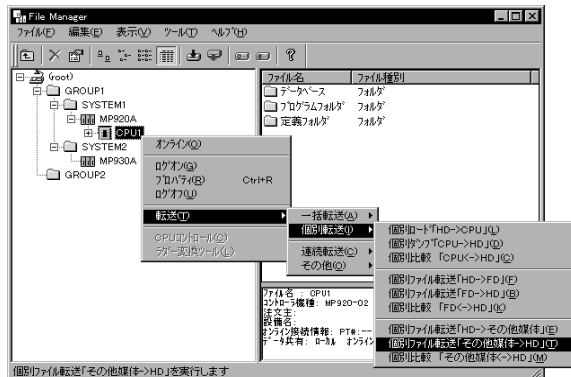 File Manager
ファイル(F) 編集(E) 表示(V) ツール(T) ヘルプ(H)
(root)
GROUP1
SYSTEM1
MP920A
CPU1
SYSTEM2
MP930A
GROUP2
ファイル名 ファイル種別
データベース フォルダ
プログラムフォルダ フォルダ
定義フォルダ フォルダ
オンライン(O)
ログオン(G)
プロパティ(R) Ctrl+R
ログオフ(U)
転送(T)
CPUコントロール(C)
ラダー変換ツール(L)
一括転送(A)
個別転送(I)
連続転送(C)
その他(O)
個別ロード「HD->CPU」(L)
個別ダンプ「CPU->HD」(D)
個別比較 「CPU<->HD」(C)
個別ファイル転送「HD->FD」(F)
個別ファイル転送「FD->HD」(B)
個別比較 「FD<->HD」(K)
個別ファイル転送「HD->その他媒体」(E)
個別ファイル転送「その他媒体->HD」(T)
個別比較 「その他媒体<->HD」(M)
ファイル名 : CPU1
コントローラ機種: MP920-02
注文主:
設備名:
オンライン接続情報: PT#:--
データ共有: ローカル オンライン
個別ファイル転送「その他媒体->HD」を実行します